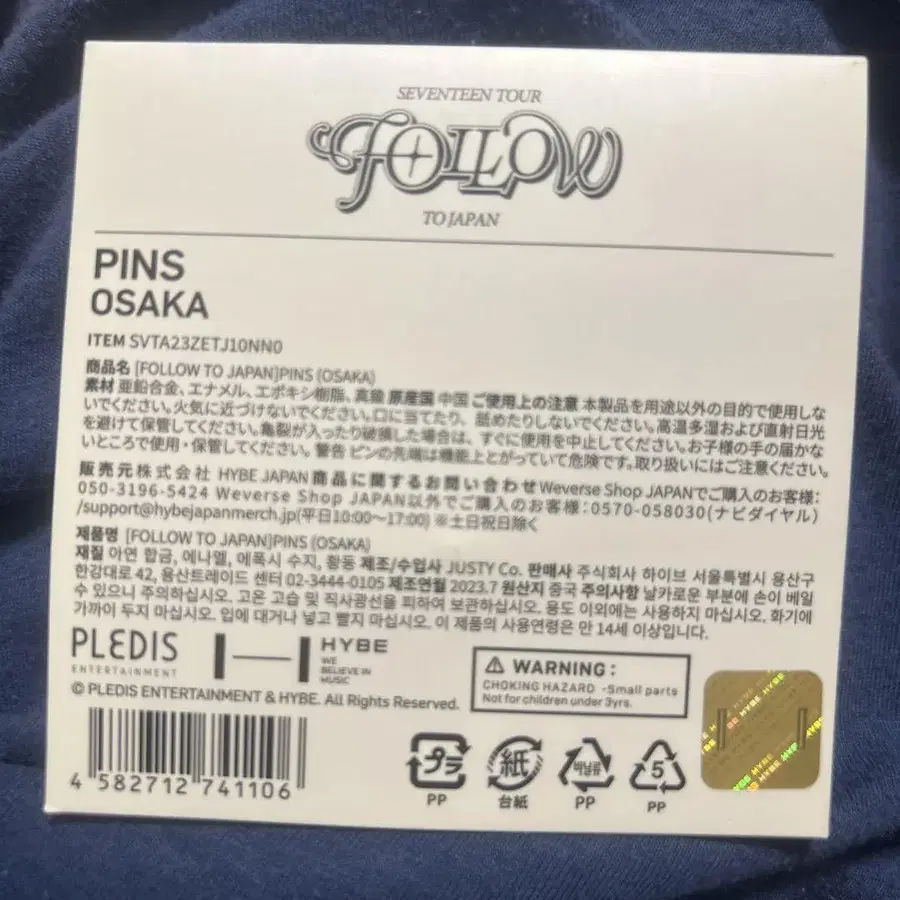 SEVENTEEN TOUR
FOLLOW
TO JAPAN
PINS
OSAKA
ITEM SVTA23ZETJ10NN0
商品名 [FOLLOW TO JAPAN]PINS (OSAKA)
素材 亜鉛合金、エナメル、エポキシ樹脂、真鍮 原産国 中国 ご使用上の注意 本製品を用途以外の目的で使用しな
いでください。火気に近づけないでください。口に当てたり、舐めたりしないでください。高温多湿および直射日光
を避けて保管してください。亀裂が入ったり破損した場合は、すぐに使用を中止してください。お子様の手の届かな
いところで使用・保管してください。警告 ピンの先端は機能上とがっていて危険です。取り扱いにはご注意ください。
販売元 株式会社 HYBE JAPAN 商品に関するお問い合わせ Weverse Shop JAPANでご購入のお客様：
050-3196-5424 Weverse Shop JAPAN以外でご購入のお客様：0570-058030(ナビダイヤル)
/support@hybejapanmerch.jp(平日10:00～17:00) ※土日祝日除く
제품명 [FOLLOW TO JAPAN]PINS (OSAKA)
재질 아연 합금, 에나멜, 에폭시 수지, 황동 제조/수입사 JUSTY Co. 판매사 주식회사 하이브 서울특별시 용산구
한강대로 42, 용산트레이드 센터 02-3444-0105 제조연월 2023.7 원산지 중국 주의사항 날카로운 부분에 손이 베일
수 있으니 주의하십시오. 고온 고습 및 직사광선을 피하여 보관하십시오. 용도 이외에는 사용하지 마십시오. 화기에
가까이 두지 마십시오. 입에 대거나 넣고 빨지 마십시오. 이 제품의 사용연령은 만 14세 이상입니다.
PLEDIS
ENTERTAINMENT
HYBE
WE
BELIEVE IN
MUSIC
© PLEDIS ENTERTAINMENT & HYBE. All Rights Reserved.
⚠ WARNING :
CHOKING HAZARD -Small parts
Not for children under 3yrs.
4 582712 741106
プラ
PP
紙
台紙
비닐류
PP
5
PP
HYBE HYBE HYBE